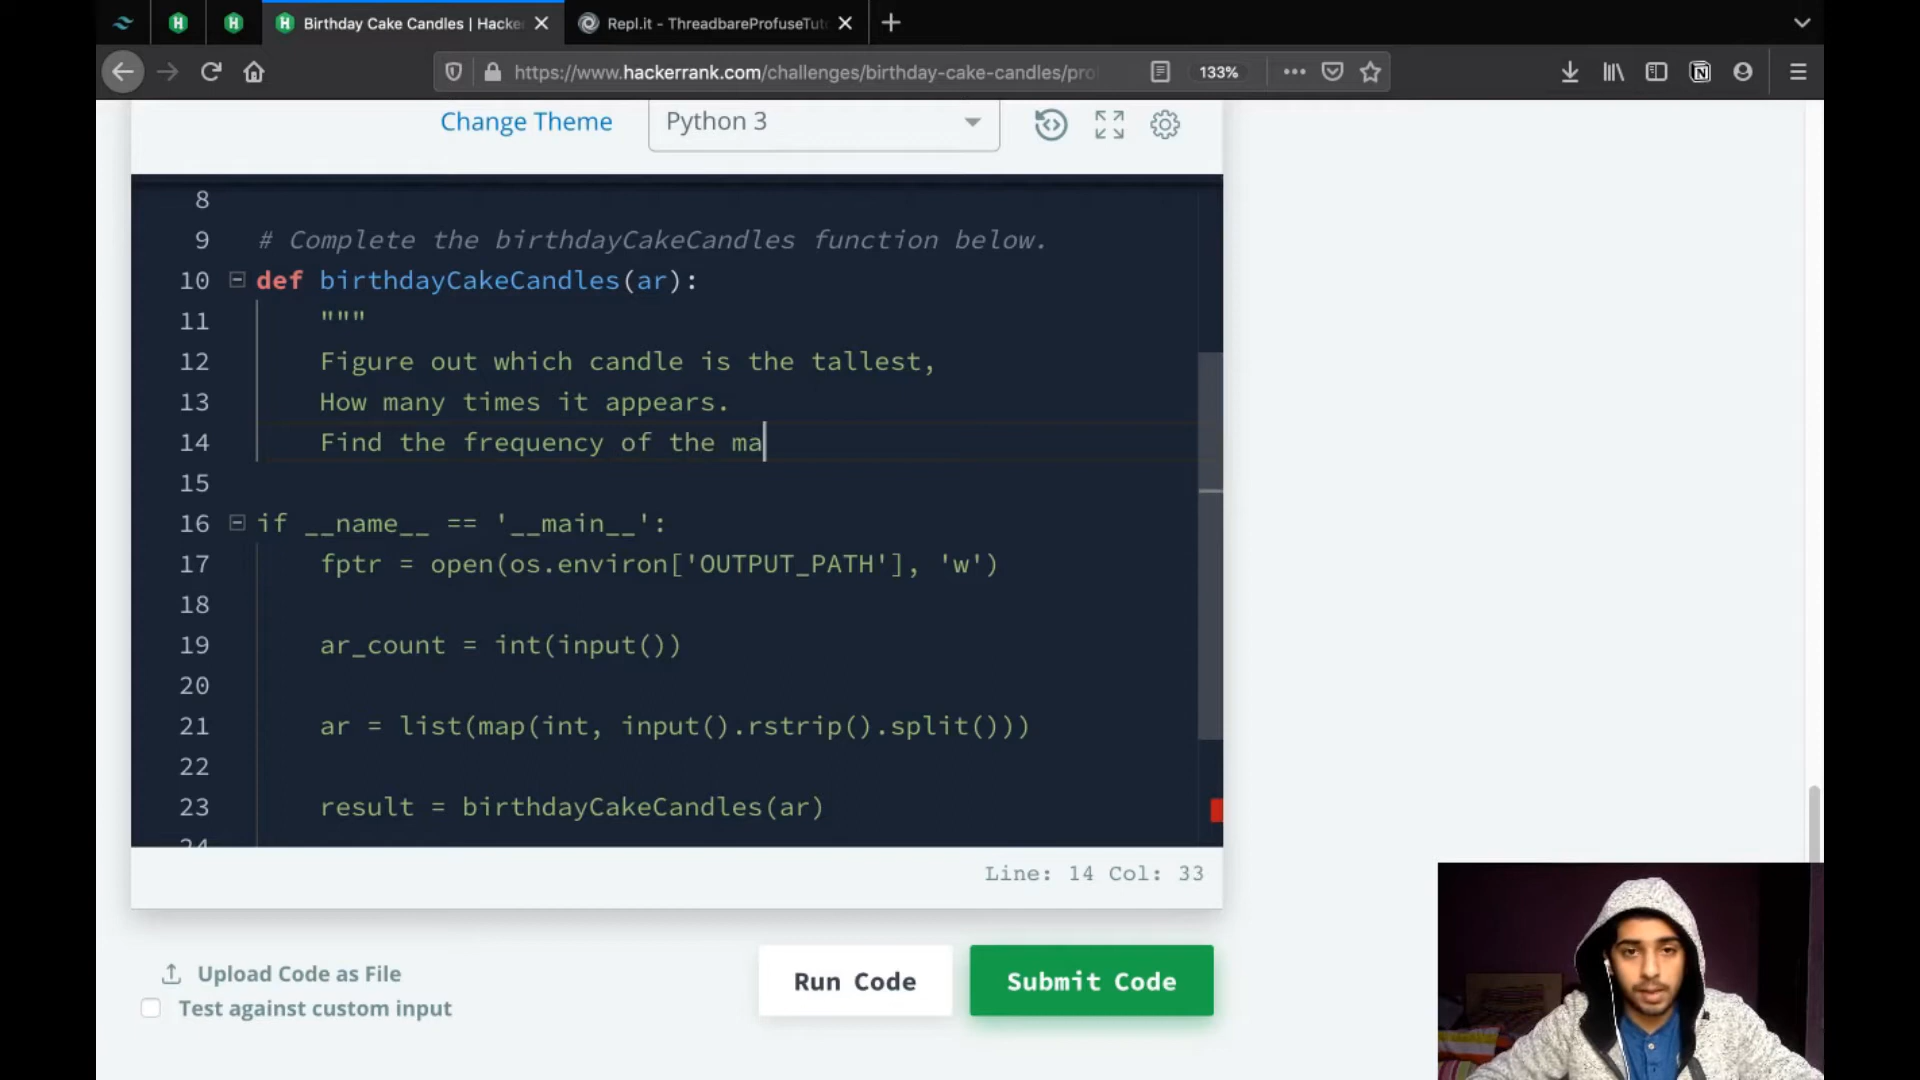 Birthday Cake Candles | Hacke
Repl.it - ThreadbareProfuseTut
https://www.hackerrank.com/challenges/birthday-cake-candles/pro
133%
Change Theme
Python 3
8
9 # Complete the birthdayCakeCandles function below.
10 def birthdayCakeCandles(ar):
11 """
12 Figure out which candle is the tallest,
13 How many times it appears.
14 Find the frequency of the ma
15
16 if __name__ == '__main__':
17 fptr = open(os.environ['OUTPUT_PATH'], 'w')
18
19 ar_count = int(input())
20
21 ar = list(map(int, input().rstrip().split()))
22
23 result = birthdayCakeCandles(ar)
24
Line: 14 Col: 33
Upload Code as File
Test against custom input
Run Code
Submit Code